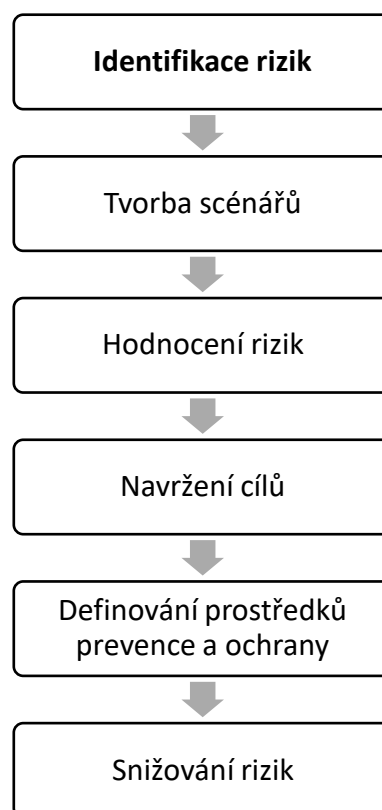 Identifikace rizik
Tvorba scénářů
Hodnocení rizik
Navržení cílů
Definování prostředků
prevence a ochrany
Snižování rizik